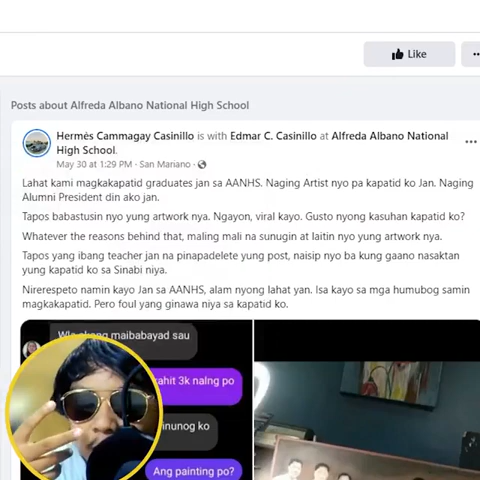 Like
Posts about Alfreda Albano National High School
Hermès Cammagay Casinillo is with Edmar C. Casinillo at Alfreda Albano National
High School.
May 30 at 1:29 PM · San Mariano ·
Lahat kami magkakapatid graduates jan sa AANHS. Naging Artist nyo pa kapatid ko Jan. Naging
Alumni President din ako jan.
Tapos babastusin nyo yung artwork nya. Ngayon, viral kayo. Gusto nyong kasuhan kapatid ko?
Whatever the reasons behind that, maling mali na sunugin at laitin nyo yung artwork nya.
Tapos yang ibang teacher jan na pinapadelete yung post, naisip nyo ba kung gaano nasaktan
yung kapatid ko sa Sinabi niya.
Nirerespeto namin kayo Jan sa AANHS, alam nyong lahat yan. Isa kayo sa mga humubog samin
magkakapatid. Pero foul yung ginawa niya sa kapatid ko.
maibabayad sau
3k nalng po
ko
Ang painting po?